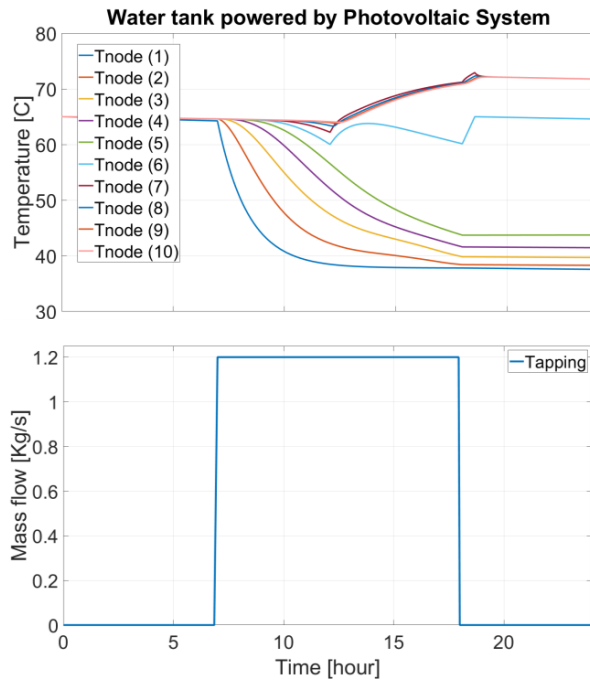 Water tank powered by Photovoltaic System
Temperature [C]
80
70
60
50
40
30
Tnode (1)
Tnode (2)
Tnode (3)
Tnode (4)
Tnode (5)
Tnode (6)
Tnode (7)
Tnode (8)
Tnode (9)
Tnode (10)
Mass flow [Kg/s]
1.2
1
0.8
0.6
0.4
0.2
0
Tapping
0 5 10 15 20
Time [hour]